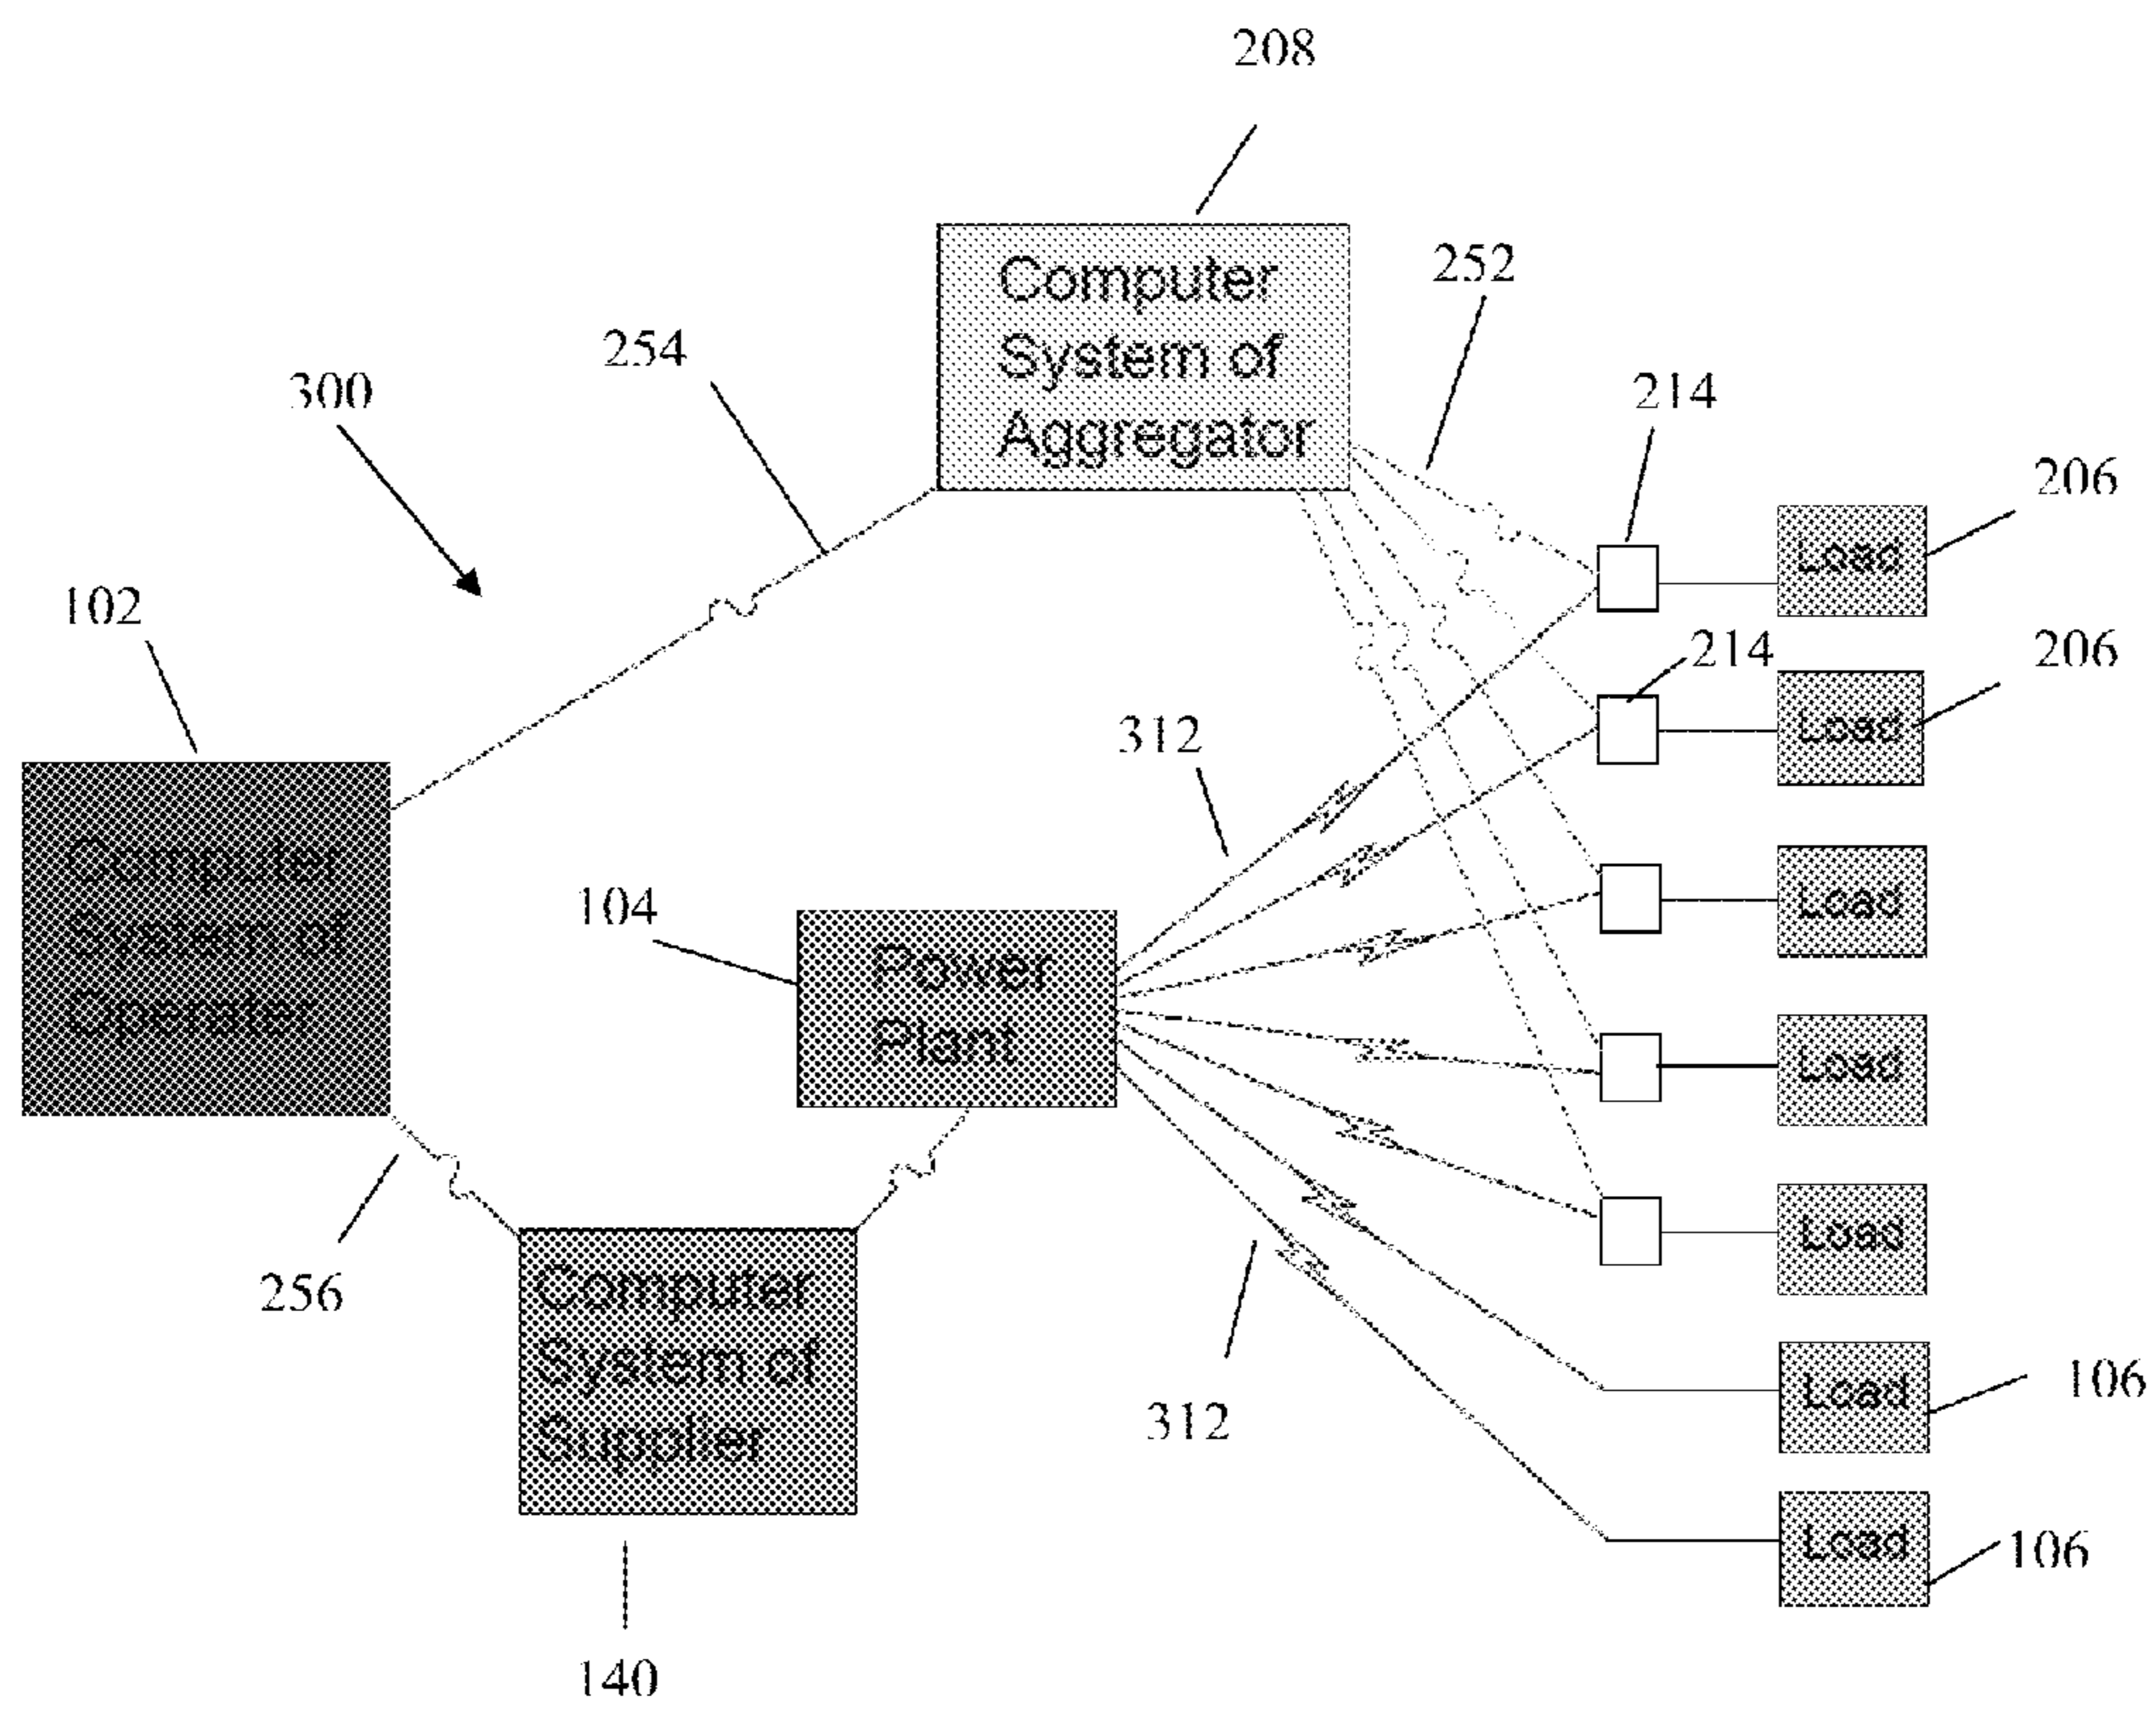 208
Computer
System of
Aggregator
252
254
300
214
206
Load
102
214
206
Load
312
Computer
System of
Operater
104
Power
Plant
Load
Load
Load
256
Computer
System of
Supplier
312
Load
106
Load
106
140